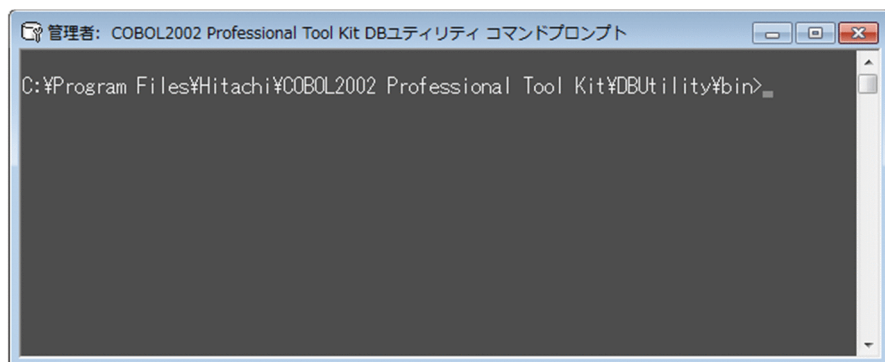 管理者: COBOL2002 Professional Tool Kit DBユティリティ コマンドプロンプト
C:¥Program Files¥Hitachi¥COBOL2002 Professional Tool Kit¥DBUtility¥bin>_